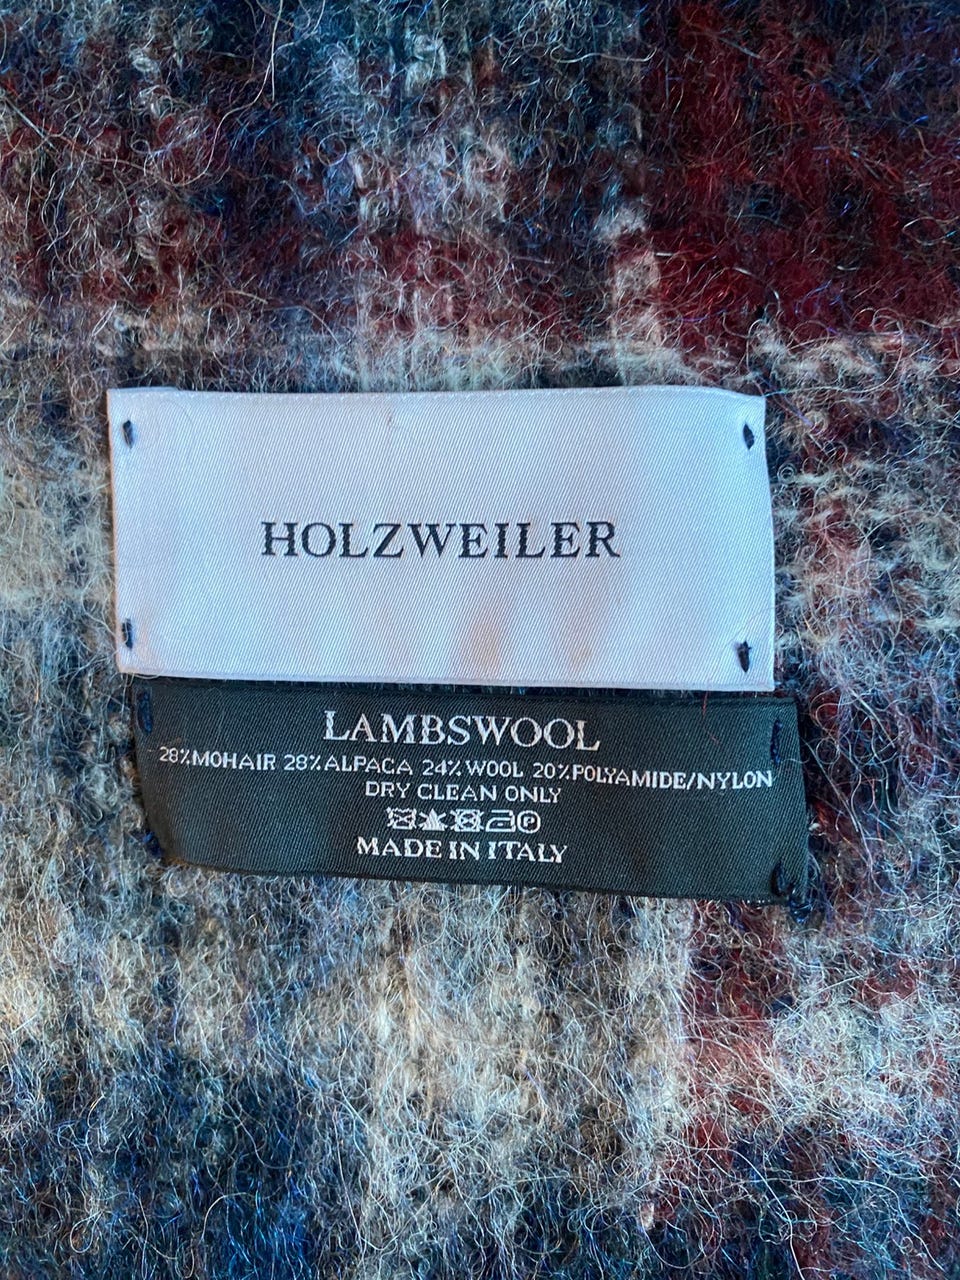 HOLZWEILER
LAMBSWOOL
28%MOHAIR 28%ALPACA 24%WOOL 20%POLYAMIDE/NYLON
DRY CLEAN ONLY
Ⓟ
MADE IN ITALY